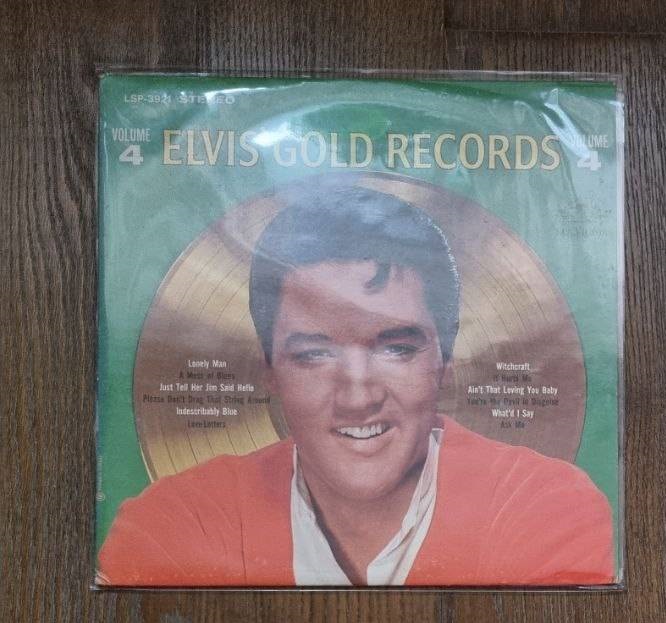 LSP-3921 STEREO
VOLUME 4
ELVIS GOLD RECORDS
VOLUME 4
Lonely Man
A Mess of Blues
Just Tell Her Jim Said Hello
Please Don't Drag That String Around
Indescribably Blue
Love Letters
Witchcraft
It Hurts Me
Ain't That Loving You Baby
You're the Devil in Disguise
What'd I Say
Ask Me